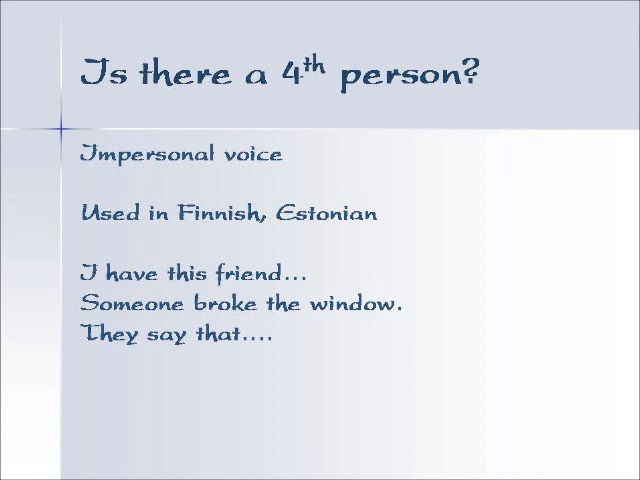 Is there a 4th person?
Impersonal voice
Used in Finnish, Estonian
I have this friend...
Someone broke the window.
They say that....